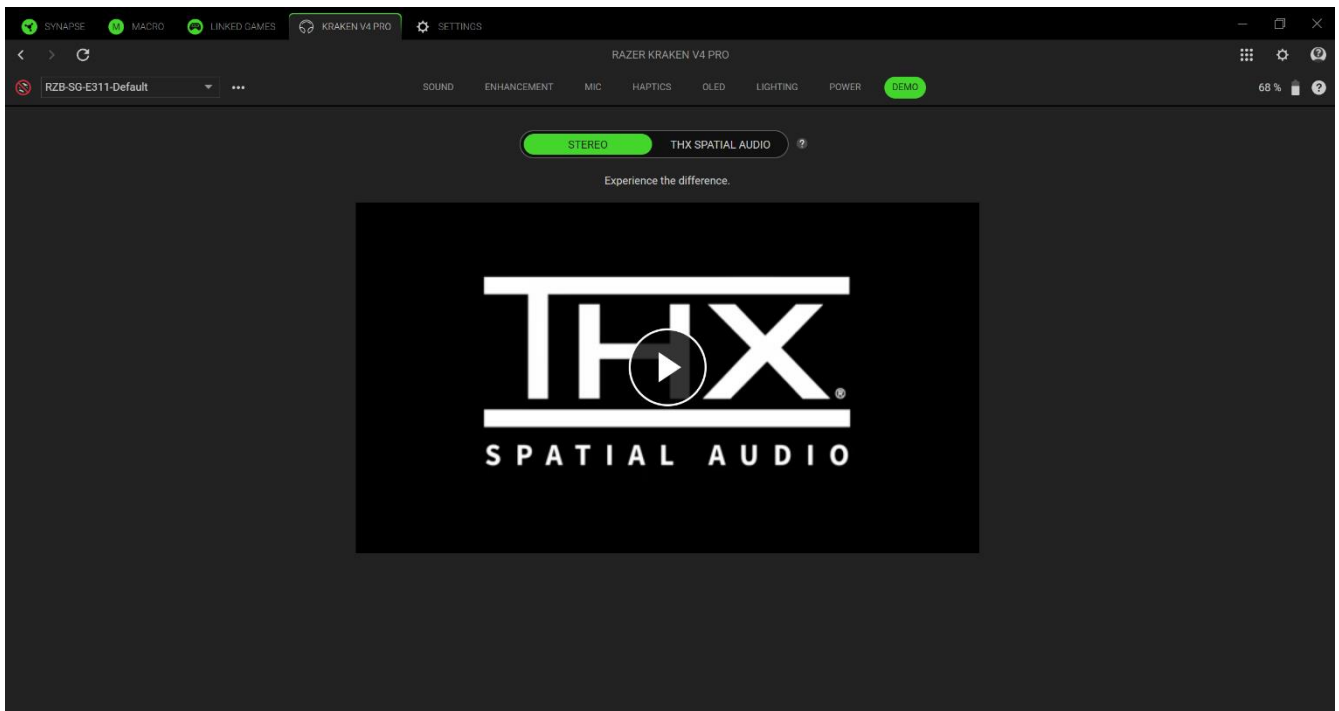 SYNAPSE M MACRO LINKED GAMES KRAKEN V4 PRO SETTINGS
RAZER KRAKEN V4 PRO
RZB-SG-E311-Default SOUND ENHANCEMENT MIC HAPTICS OLED LIGHTING POWER DEMO 68 % ?
STEREO THX SPATIAL AUDIO ?
Experience the difference.
THX®
SPATIAL AUDIO